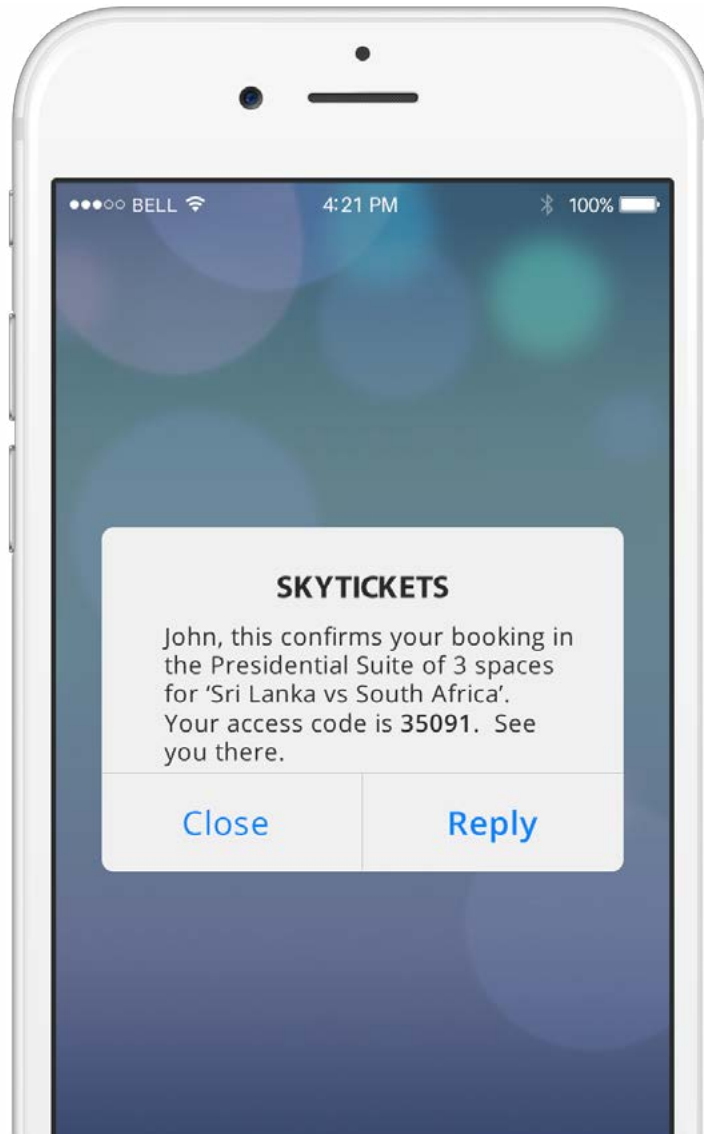 BELL 4:21 PM 100%
SKYTICKETS
John, this confirms your booking in
the Presidential Suite of 3 spaces
for ‘Sri Lanka vs South Africa’.
Your access code is 35091. See
you there.
Close Reply